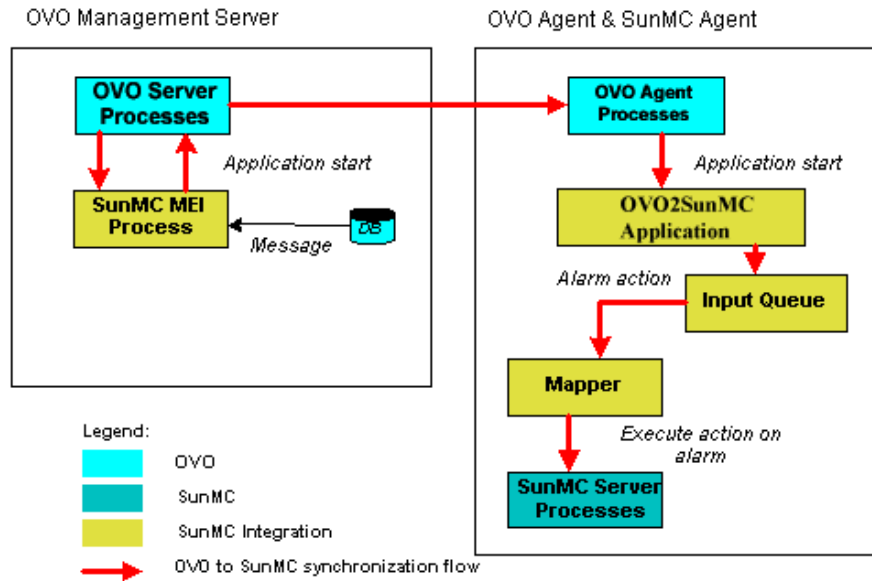 OVO Management Server
OVO Agent & SunMC Agent
OVO Server
Processes
Application start
SunMC MEI
Process
Message
DB
OVO Agent
Processes
Application start
OVO2SunMC
Application
Alarm action
Input Queue
Mapper
Execute action on
alarm
SunMC Server
Processes
Legend:
OVO
SunMC
SunMC Integration
OVO to SunMC synchronization flow